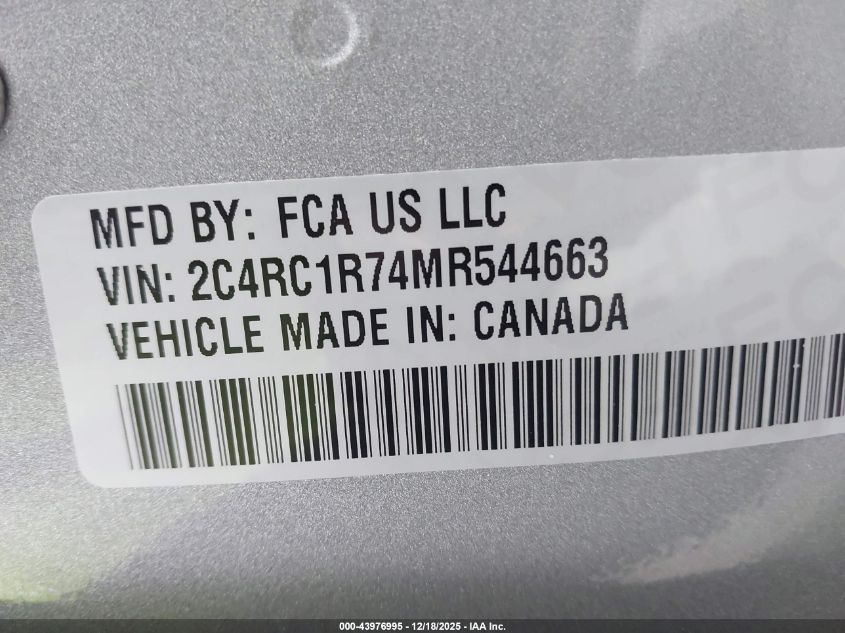 MFD BY: FCA US LLC
VIN: 2C4RC1R74MR544663
VEHICLE MADE IN: CANADA
000-43976995 - 12/18/2025 - IAA Inc.